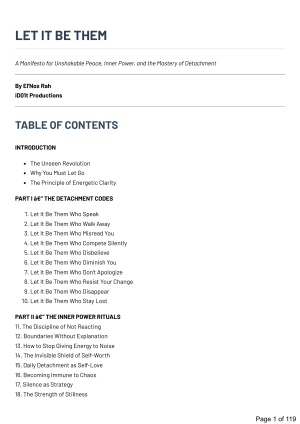 LET IT BE THEM
A Manifesto for Unshakable Peace, Inner Power, and the Mastery of Detachment
By El'Nox Rah
iD01t Productions
TABLE OF CONTENTS
INTRODUCTION
• The Unseen Revolution
• Why You Must Let Go
• The Principle of Energetic Clarity
PART I â€“ THE DETACHMENT CODES
1. Let It Be Them Who Speak
2. Let It Be Them Who Walk Away
3. Let It Be Them Who Misread You
4. Let It Be Them Who Compete Silently
5. Let It Be Them Who Disbelieve
6. Let It Be Them Who Diminish You
7. Let It Be Them Who Don't Apologize
8. Let It Be Them Who Resist Your Change
9. Let It Be Them Who Disappear
10. Let It Be Them Who Stay Lost
PART II â€“ THE INNER POWER RITUALS
11. The Discipline of Not Reacting
12. Boundaries Without Explanation
13. How to Stop Giving Energy to Noise
14. The Invisible Shield of Self-Worth
15. Daily Detachment as Self-Love
16. Becoming Immune to Chaos
17. Silence as Strategy
18. The Strength of Stillness
Page 1 of 119